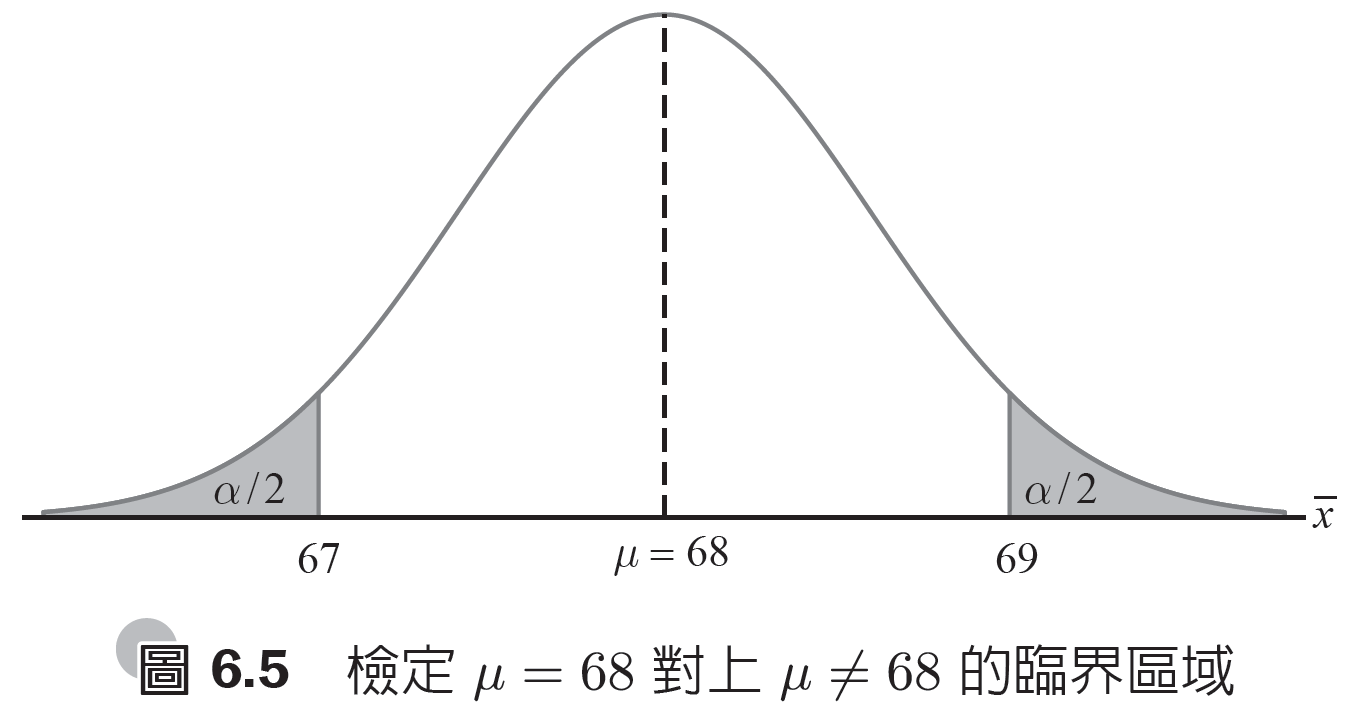 α/2
α/2
x̄
67
μ = 68
69
圖 6.5 檢定 μ = 68 對上 μ ≠ 68 的臨界區域